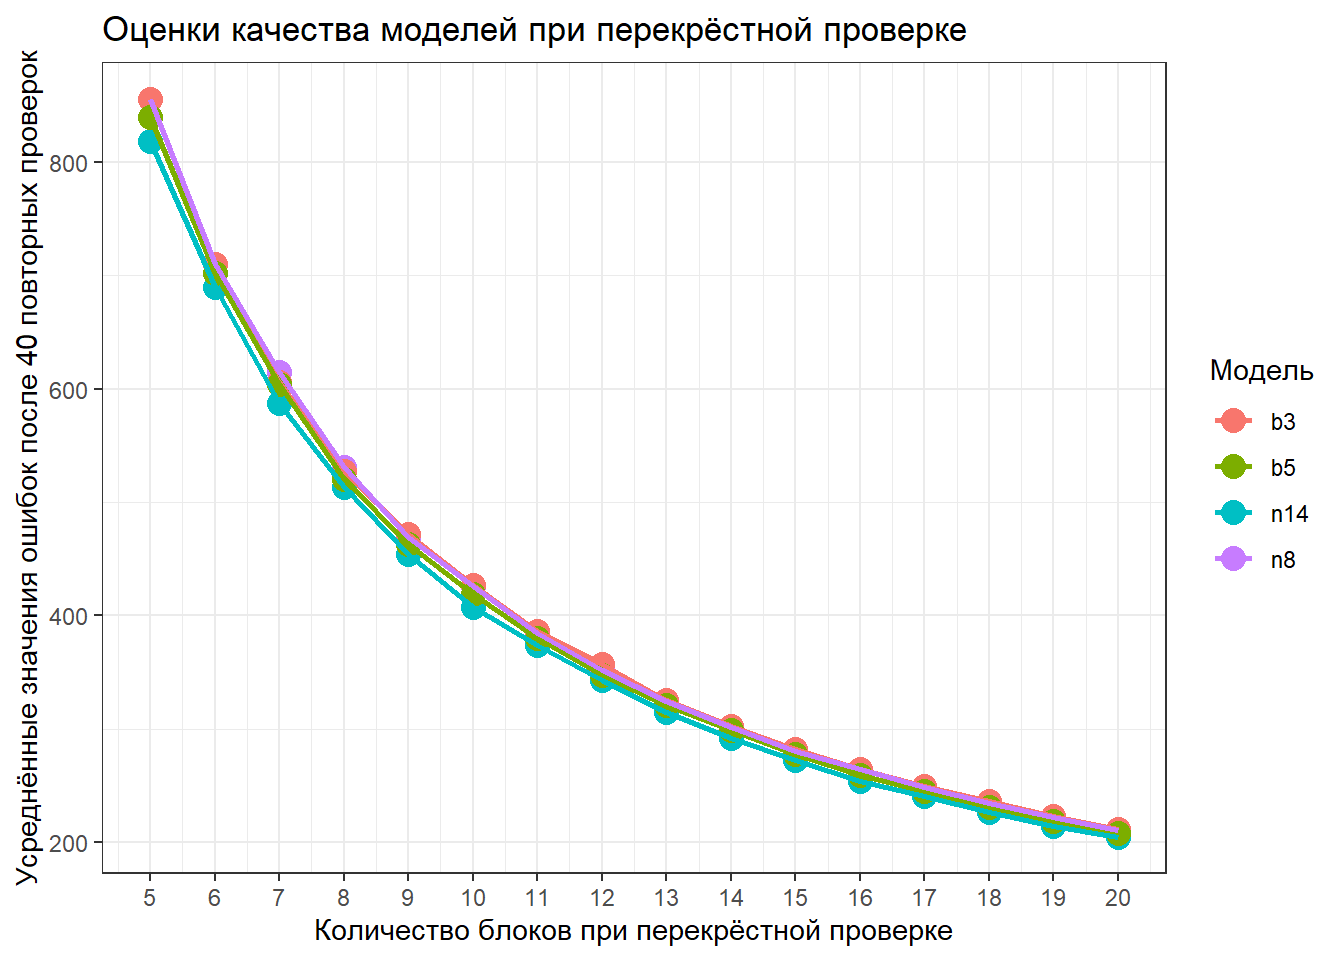 Оценки качества моделей при перекрёстной проверке
Усреднённые значения ошибок после 40 повторных проверок
800
600
400
200
5 6 7 8 9 10 11 12 13 14 15 16 17 18 19 20
Количество блоков при перекрёстной проверке
Модель
b3
b5
n14
n8